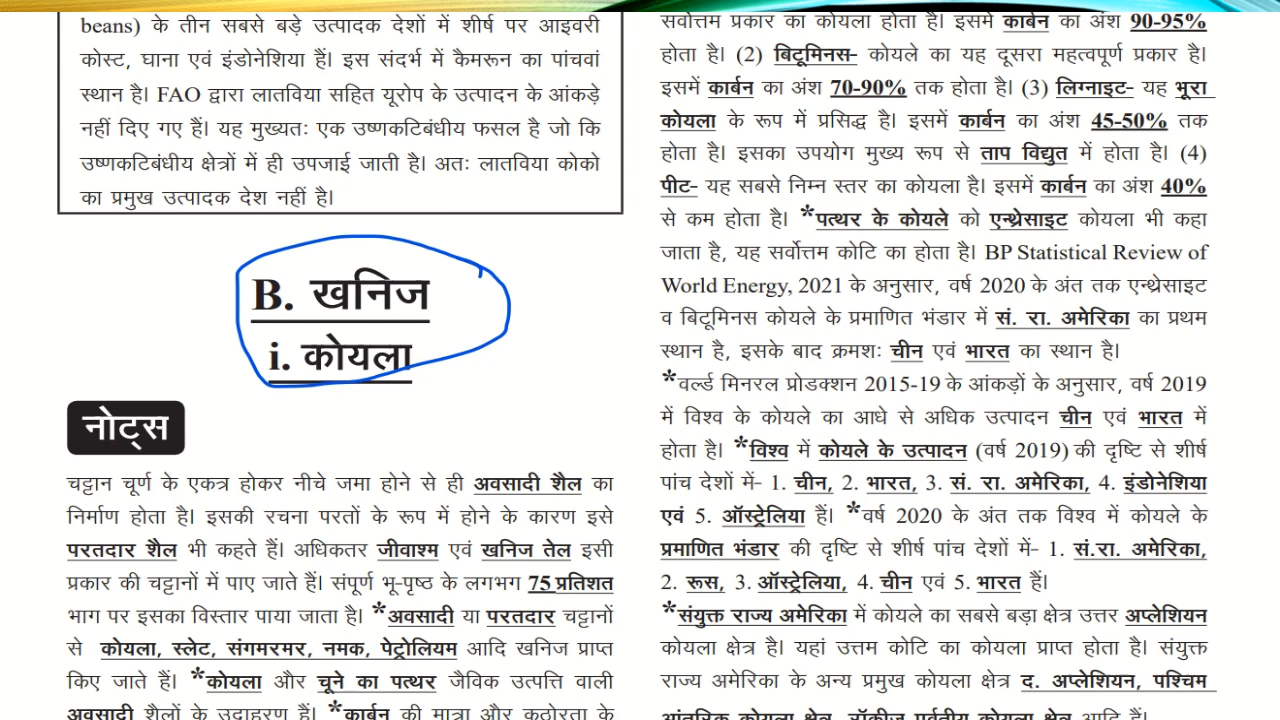 beans) के तीन सबसे बड़े उत्पादक देशों में शीर्ष पर आइवरी
कोस्ट, घाना एवं इंडोनेशिया हैं। इस संदर्भ में कैमरून का पांचवां
स्थान है। FAO द्वारा लातविया सहित यूरोप के उत्पादन के आंकड़े
नहीं दिए गए हैं। यह मुख्यतः एक उष्णकटिबंधीय फसल है जो कि
उष्णकटिबंधीय क्षेत्रों में ही उपजाई जाती है। अतः लातविया कोको
का प्रमुख उत्पादक देश नहीं है।
B. खनिज
i. कोयला
नोट्स
चट्टान चूर्ण के एकत्र होकर नीचे जमा होने से ही अवसादी शैल का
निर्माण होता है। इसकी रचना परतों के रूप में होने के कारण इसे
परतदार शैल भी कहते हैं। अधिकतर जीवाश्म एवं खनिज तेल इसी
प्रकार की चट्टानों में पाए जाते हैं। संपूर्ण भू-पृष्ठ के लगभग 75 प्रतिशत
भाग पर इसका विस्तार पाया जाता है। *अवसादी या परतदार चट्टानों
से कोयला, स्लेट, संगमरमर, नमक, पेट्रोलियम आदि खनिज प्राप्त
किए जाते हैं। *कोयला और चूने का पत्थर जैविक उत्पत्ति वाली
अवसादी शैलों के उदाहरण हैं। *कार्बन की मात्रा और कठोरता के
सर्वोत्तम प्रकार का कोयला होता है। इसमें कार्बन का अंश 90-95%
होता है। (2) बिटूमिनस- कोयले का यह दूसरा महत्वपूर्ण प्रकार है।
इसमें कार्बन का अंश 70-90% तक होता है। (3) लिग्नाइट- यह भूरा
कोयला के रूप में प्रसिद्ध है। इसमें कार्बन का अंश 45-50% तक
होता है। इसका उपयोग मुख्य रूप से ताप विद्युत में होता है। (4)
पीट- यह सबसे निम्न स्तर का कोयला है। इसमें कार्बन का अंश 40%
से कम होता है। *पत्थर के कोयले को एन्थ्रेसाइट कोयला भी कहा
जाता है, यह सर्वोत्तम कोटि का होता है। BP Statistical Review of
World Energy, 2021 के अनुसार, वर्ष 2020 के अंत तक एन्थ्रेसाइट
व बिटूमिनस कोयले के प्रमाणित भंडार में सं. रा. अमेरिका का प्रथम
स्थान है, इसके बाद क्रमशः चीन एवं भारत का स्थान है।
*वर्ल्ड मिनरल प्रोडक्शन 2015-19 के आंकड़ों के अनुसार, वर्ष 2019
में विश्व के कोयले का आधे से अधिक उत्पादन चीन एवं भारत में
होता है। *विश्व में कोयले के उत्पादन (वर्ष 2019) की दृष्टि से शीर्ष
पांच देशों में- 1. चीन, 2. भारत, 3. सं. रा. अमेरिका, 4. इंडोनेशिया
एवं 5. ऑस्ट्रेलिया हैं। *वर्ष 2020 के अंत तक विश्व में कोयले के
प्रमाणित भंडार की दृष्टि से शीर्ष पांच देशों में- 1. सं.रा. अमेरिका,
2. रूस, 3. ऑस्ट्रेलिया, 4. चीन एवं 5. भारत हैं।
*संयुक्त राज्य अमेरिका में कोयले का सबसे बड़ा क्षेत्र उत्तर अप्लेशियन
कोयला क्षेत्र है। यहां उत्तम कोटि का कोयला प्राप्त होता है। संयुक्त
राज्य अमेरिका के अन्य प्रमुख कोयला क्षेत्र द. अप्लेशियन, पश्चिम
आंतरिक कोयला क्षेत्र, रॉकीज पर्वतीय कोयला क्षेत्र आदि हैं।